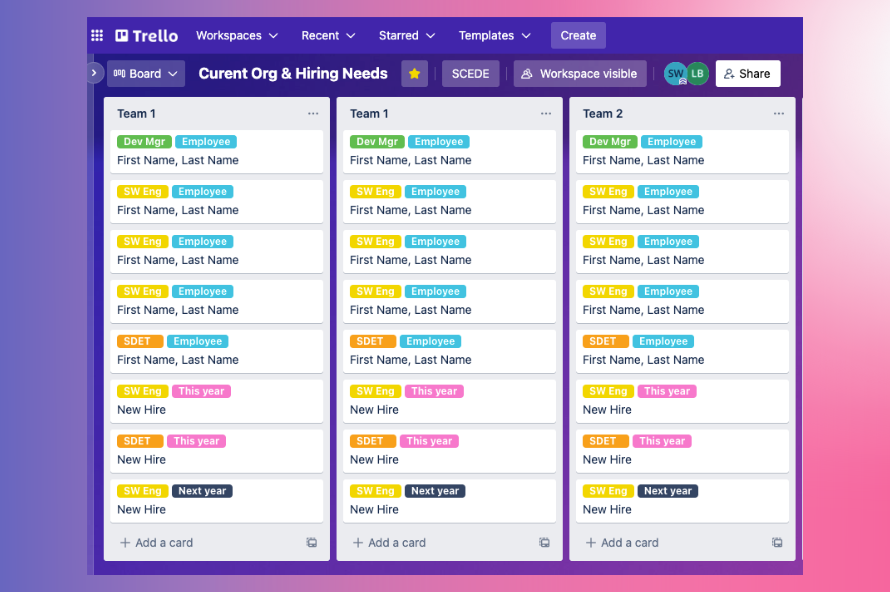 Trello Workspaces Recent Starred Templates Create
Board Curent Org & Hiring Needs SCEDE Workspace visible SW LB Share
Team 1
Dev Mgr Employee
First Name, Last Name
SW Eng Employee
First Name, Last Name
SW Eng Employee
First Name, Last Name
SW Eng Employee
First Name, Last Name
SDET Employee
First Name, Last Name
SW Eng This year
New Hire
SDET This year
New Hire
SW Eng Next year
New Hire
+ Add a card
Team 1
Dev Mgr Employee
First Name, Last Name
SW Eng Employee
First Name, Last Name
SW Eng Employee
First Name, Last Name
SW Eng Employee
First Name, Last Name
SDET Employee
First Name, Last Name
SW Eng This year
New Hire
SDET This year
New Hire
SW Eng Next year
New Hire
+ Add a card
Team 2
Dev Mgr Employee
First Name, Last Name
SW Eng Employee
First Name, Last Name
SW Eng Employee
First Name, Last Name
SW Eng Employee
First Name, Last Name
SDET Employee
First Name, Last Name
SW Eng This year
New Hire
SDET This year
New Hire
SW Eng Next year
New Hire
+ Add a card